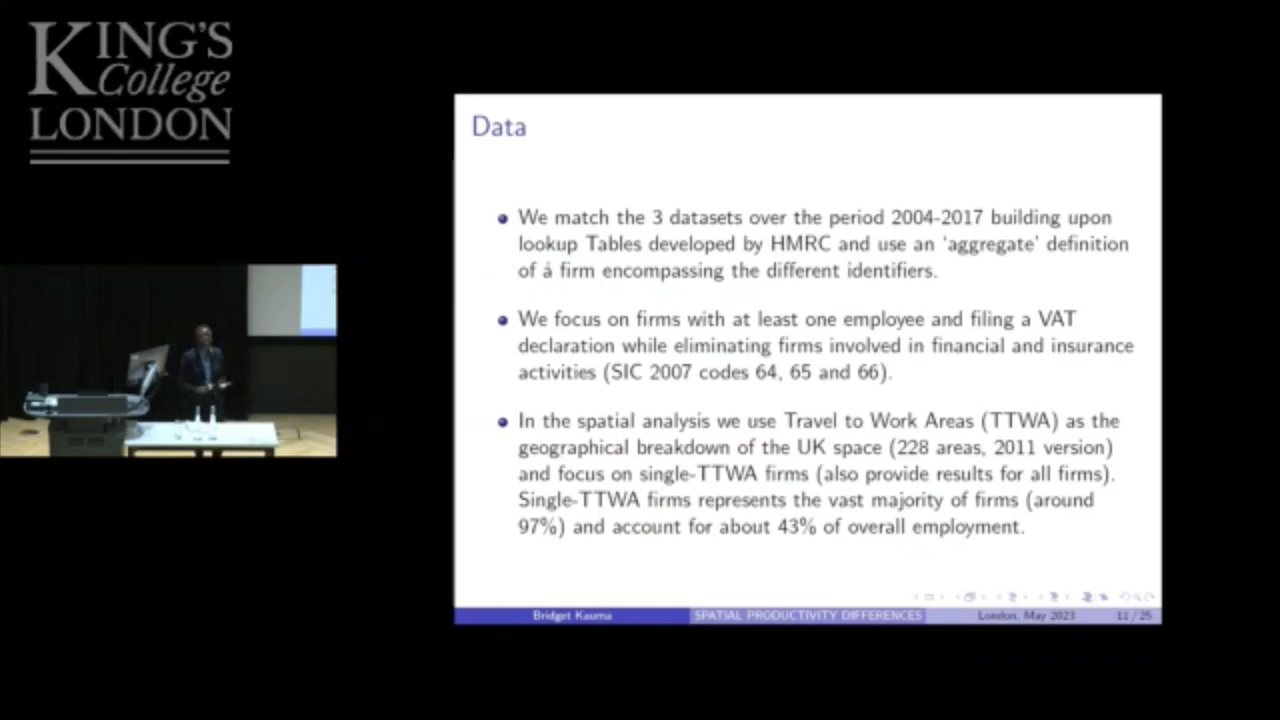 KING'S
College
LONDON
Data
We match the 3 datasets over the period 2004-2017 building upon
lookup Tables developed by HMRC and use an ‘aggregate’ definition
of a firm encompassing the different identifiers.
We focus on firms with at least one employee and filing a VAT
declaration while eliminating firms involved in financial and insurance
activities (SIC 2007 codes 64, 65 and 66).
In the spatial analysis we use Travel to Work Areas (TTWA) as the
geographical breakdown of the UK space (228 areas, 2011 version)
and focus on single-TTWA firms (also provide results for all firms).
Single-TTWA firms represents the vast majority of firms (around
97%) and account for about 43% of overall employment.
Bridget Kauma SPATIAL PRODUCTIVITY DIFFERENCES London, May 2023 11 / 25